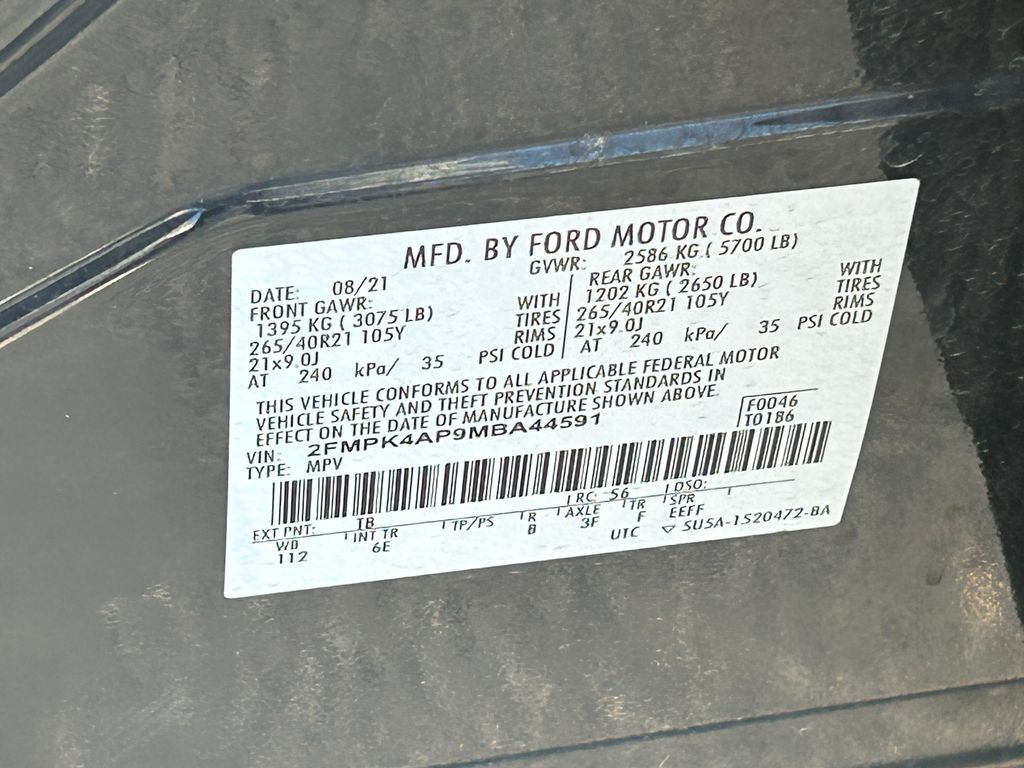 MFD. BY FORD MOTOR CO.
DATE: 08/21 GVWR: 2586 KG ( 5700 LB)
FRONT GAWR: REAR GAWR:
1395 KG ( 3075 LB) WITH 1202 KG ( 2650 LB) WITH
265/40R21 105Y TIRES 265/40R21 105Y TIRES
21x9.0J RIMS 21x9.0J RIMS
AT 240 kPa/ 35 PSI COLD AT 240 kPa/ 35 PSI COLD
THIS VEHICLE CONFORMS TO ALL APPLICABLE FEDERAL MOTOR
VEHICLE SAFETY AND THEFT PREVENTION STANDARDS IN
EFFECT ON THE DATE OF MANUFACTURE SHOWN ABOVE.
VIN: 2FMPK4AP9MBA44591 F0046
TYPE: MPV T0186
EXT PNT: TB RC: 56 DSO:
WB INT TR TP/PS R AXLE TR SPR
112 6E B 3F F EEFF
UTC ▽ 5U5A-1520472-BA